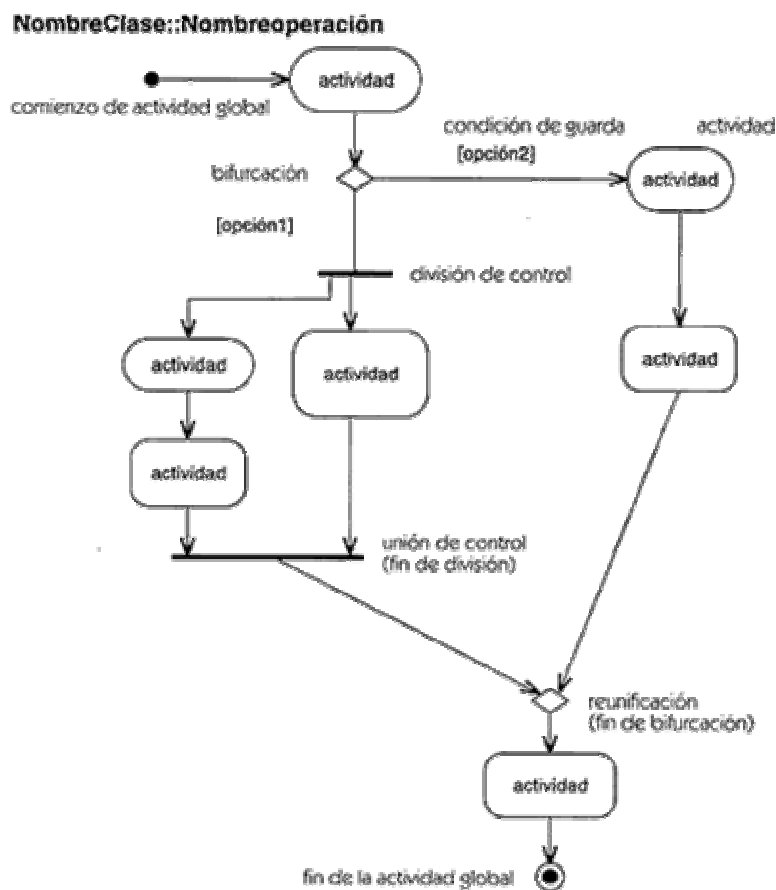 NombreClase::Nombreoperación
actividad
comienzo de actividad global
condición de guarda
actividad
[opción2]
bifurcación
actividad
[opción1]
división de control
actividad
actividad
actividad
actividad
unión de control
(fin de división)
reunificación
(fin de bifurcación)
actividad
fin de la actividad global